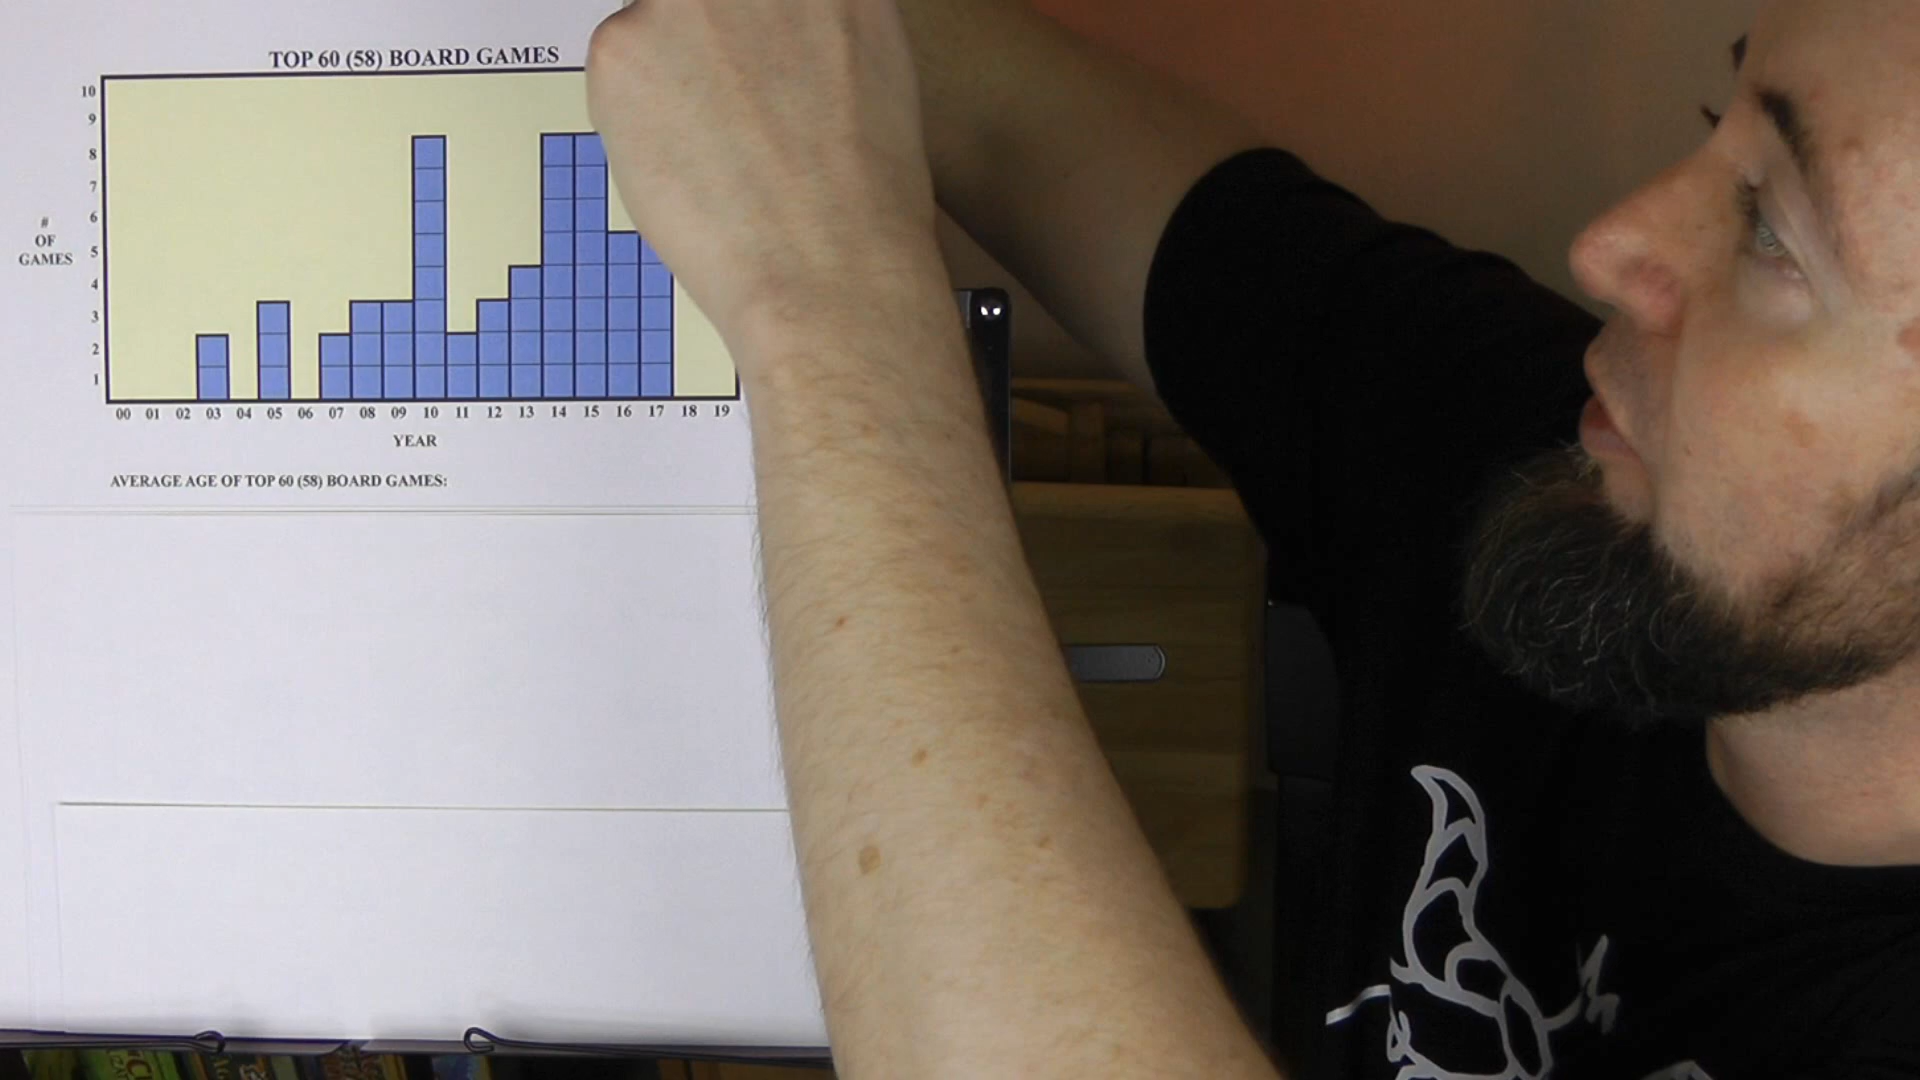 TOP 60 (58) BOARD GAMES
10
9
8
7
6
5
4
3
2
1
#
OF
GAMES
00 01 02 03 04 05 06 07 08 09 10 11 12 13 14 15 16 17 18 19
YEAR
AVERAGE AGE OF TOP 60 (58) BOARD GAMES: